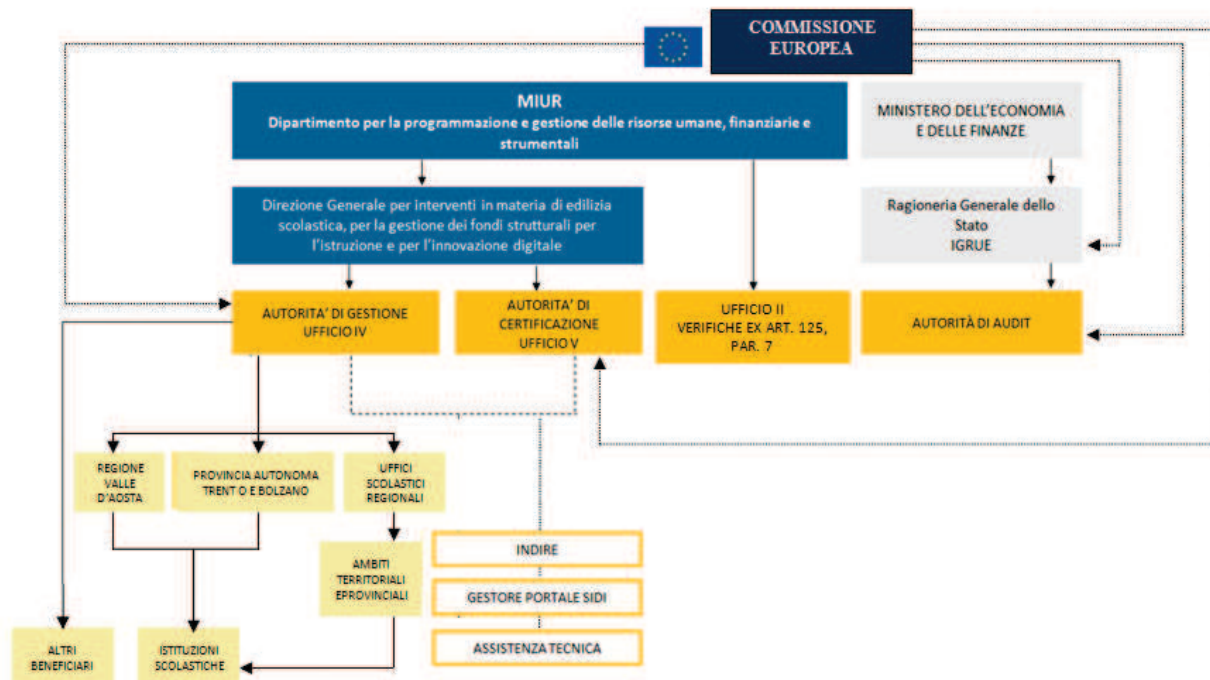 COMMISSIONE
EUROPEA
MIUR
Dipartimento per la programmazione e gestione delle risorse umane, finanziarie e
strumentali
MINISTERO DELL'ECONOMIA
E DELLE FINANZE
Direzione Generale per interventi in materia di edilizia
scolastica, per la gestione dei fondi strutturali per
l'istruzione e per l'innovazione digitale
Ragioneria Generale dello
Stato
IGRUE
AUTORITA' DI GESTIONE
UFFICIO IV
AUTORITA' DI
CERTIFICAZIONE
UFFICIO V
UFFICIO II
VERIFICHE EX ART. 125,
PAR. 7
AUTORITÀ DI AUDIT
REGIONE
VALLE
D'AOSTA
PROVINCIA AUTONOMA
TRENT O E BOLZANO
UFFICI
SCOLASTICI
REGIONALI
AMBITI
TERRITORIALI
EPROVINCIALI
INDIRE
GESTORE PORTALE SIDI
ASSISTENZA TECNICA
ALTRI
BENEFICIARI
ISTITUZIONI
SCOLASTICHE